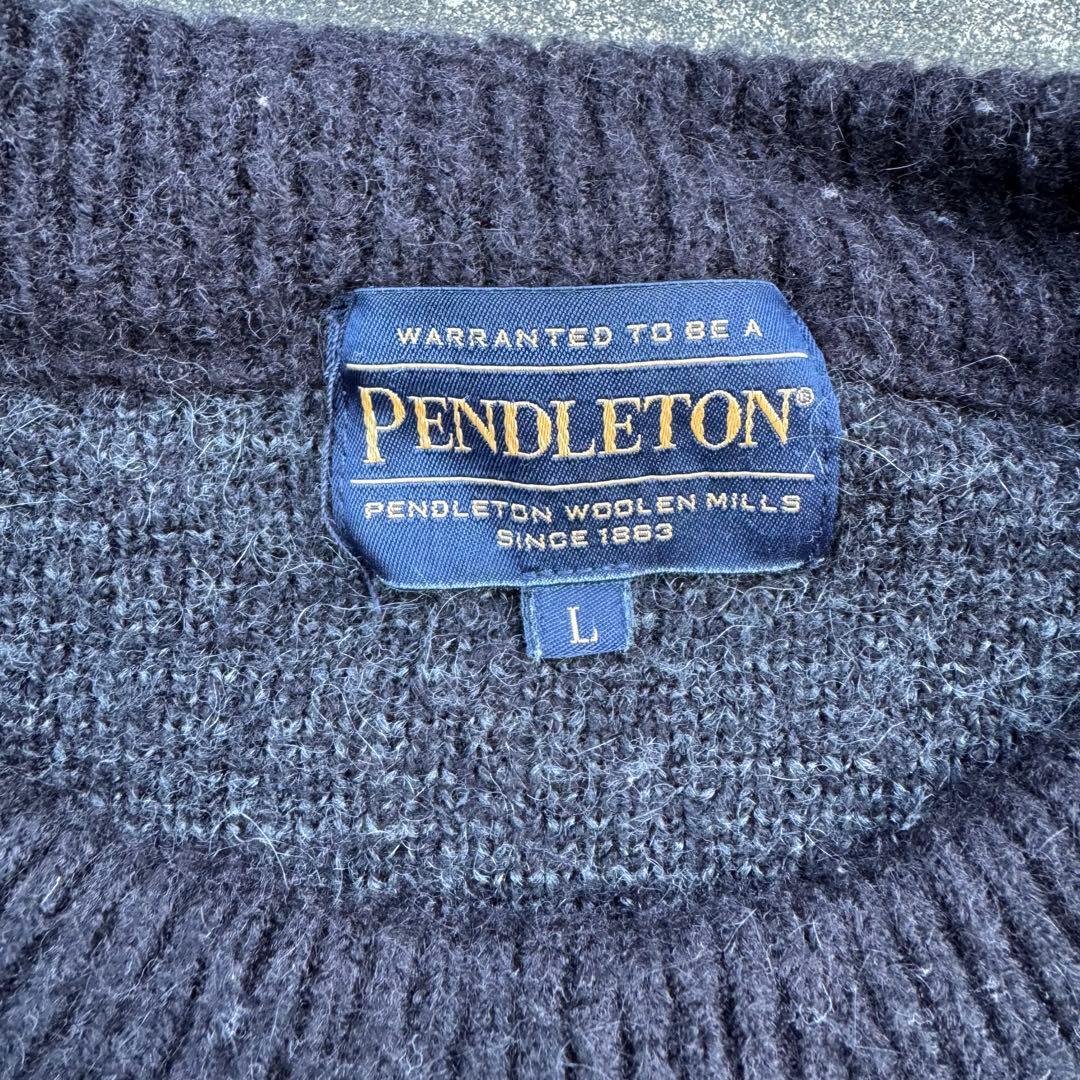 WARRANTED TO BE A
PENDLETON®
PENDLETON WOOLEN MILLS
SINCE 1863
L